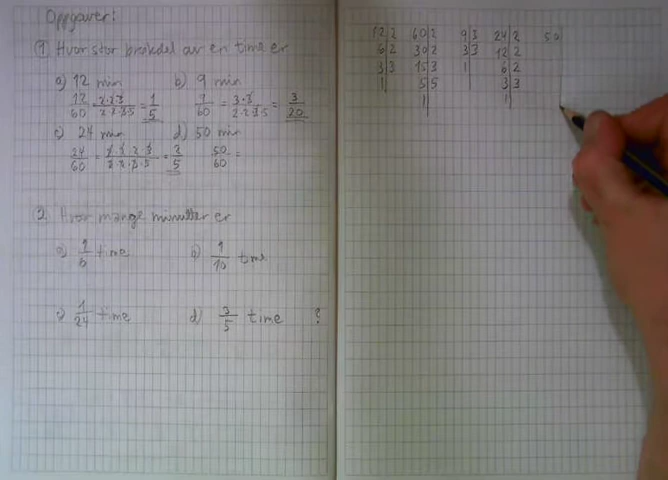 Oppgaver:
① Hvor stor brøkdel av en time er
a) 12 min b) 9 min
12/60 = 2·2·3/2·2·3·5 = 1/5 9/60 = 3·3/2·2·3·5 = 3/20
c) 24 min d) 50 min
24/60 = 2·2·2·3/2·2·3·5 = 2/5 50/60 =
② Hvor mange minutter er
a) 1/6 time b) 1/10 time
c) 1/24 time d) 3/5 time ?
12|2 60|2 9|3 24|2 50|
6|2 30|2 3|3 12|2
3|3 15|3 1| 6|2
1| 5|5 3|3
1| 1|